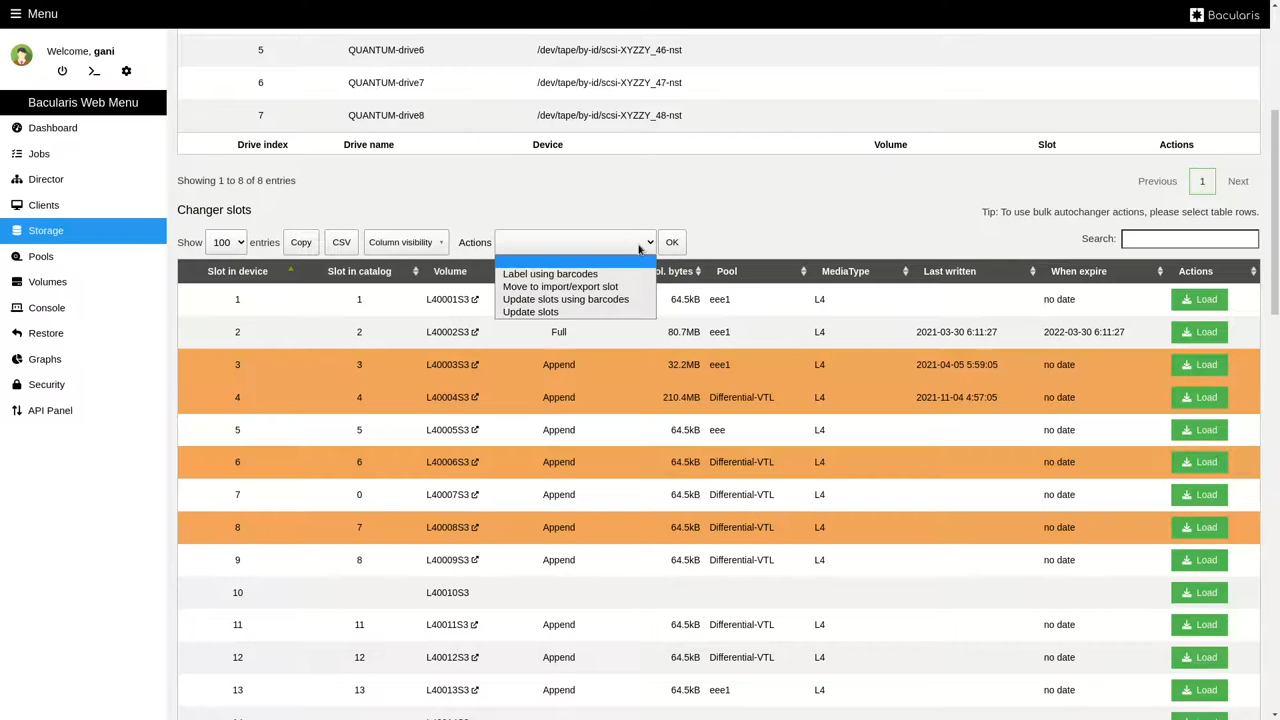 Menu
Bacularis
Welcome, gani
Bacularis Web Menu
Dashboard
Jobs
Director
Clients
Storage
Pools
Volumes
Console
Restore
Graphs
Security
API Panel
5 QUANTUM-drive6 /dev/tape/by-id/scsi-XYZZY_46-nst
6 QUANTUM-drive7 /dev/tape/by-id/scsi-XYZZY_47-nst
7 QUANTUM-drive8 /dev/tape/by-id/scsi-XYZZY_48-nst
Drive index Drive name Device Volume Slot Actions
Showing 1 to 8 of 8 entries
Previous 1 Next
Changer slots
Tip: To use bulk autochanger actions, please select table rows.
Show 100 entries Copy CSV Column visibility Actions OK Search:
Label using barcodes
Move to import/export slot
Update slots using barcodes
Update slots
Slot in device Slot in catalog Volume bytes Pool MediaType Last written When expire Actions
1 1 L40001S3 64.5kB eee1 L4 no date Load
2 2 L40002S3 Full 80.7MB eee1 L4 2021-03-30 6:11:27 2022-03-30 6:11:27 Load
3 3 L40003S3 Append 32.2MB eee1 L4 2021-04-05 5:59:05 no date Load
4 4 L40004S3 Append 210.4MB Differential-VTL L4 2021-11-04 4:57:05 no date Load
5 5 L40005S3 Append 64.5kB eee L4 no date Load
6 6 L40006S3 Append 64.5kB Differential-VTL L4 no date Load
7 0 L40007S3 Append 64.5kB Differential-VTL L4 no date Load
8 7 L40008S3 Append 64.5kB Differential-VTL L4 no date Load
9 8 L40009S3 Append 64.5kB Differential-VTL L4 no date Load
10 L40010S3 Load
11 11 L40011S3 Append 64.5kB Differential-VTL L4 no date Load
12 12 L40012S3 Append 64.5kB Differential-VTL L4 no date Load
13 13 L40013S3 Append 64.5kB eee1 L4 no date Load